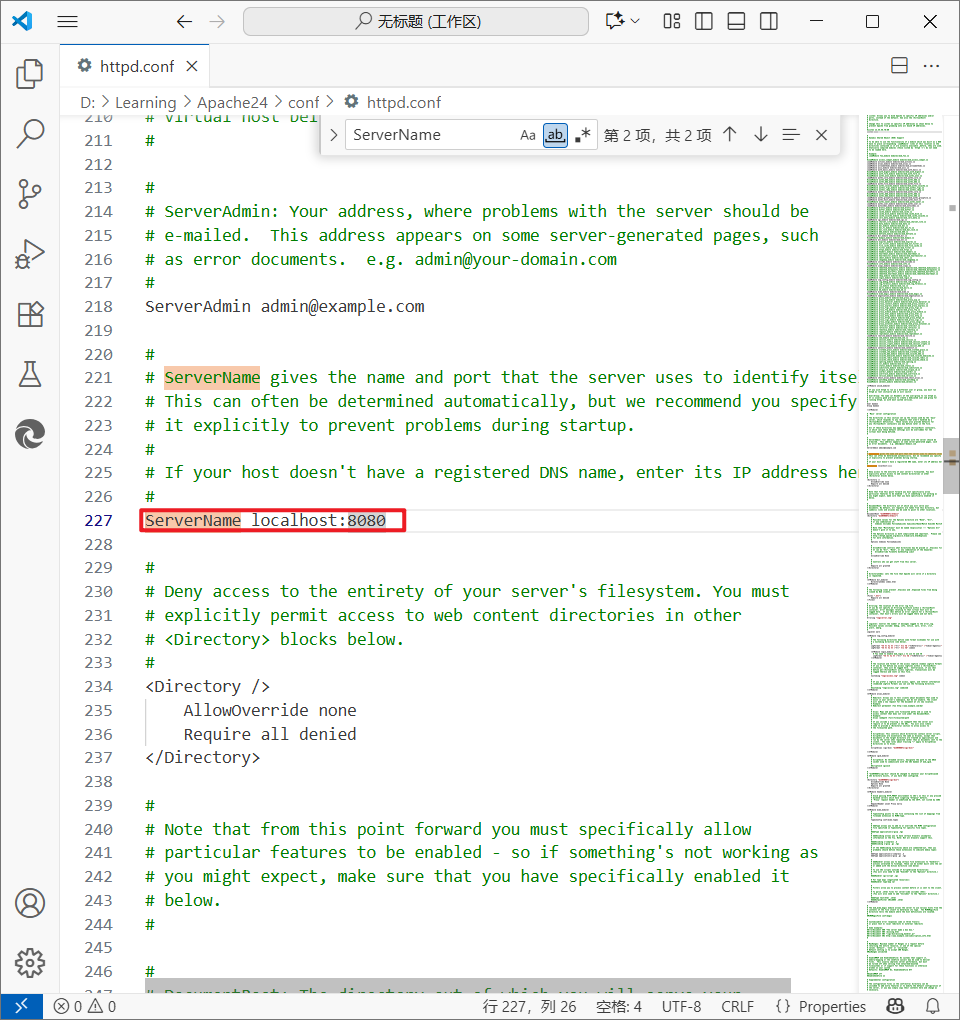 无标题 (工作区)
httpd.conf
D: > Learning > Apache24 > conf > httpd.conf
ServerName Aa ab .* 第 2 项，共 2 项
210 # virtual host bei
211 #
212
213 #
214 # ServerAdmin: Your address, where problems with the server should be
215 # e-mailed.  This address appears on some server-generated pages, such
216 # as error documents.  e.g. admin@your-domain.com
217 #
218 ServerAdmin admin@example.com
219
220 #
221 # ServerName gives the name and port that the server uses to identify itse
222 # This can often be determined automatically, but we recommend you specify
223 # it explicitly to prevent problems during startup.
224 #
225 # If your host doesn't have a registered DNS name, enter its IP address he
226 #
227 ServerName localhost:8080
228
229 #
230 # Deny access to the entirety of your server's filesystem. You must
231 # explicitly permit access to web content directories in other
232 # <Directory> blocks below.
233 #
234 <Directory />
235     AllowOverride none
236     Require all denied
237 </Directory>
238
239 #
240 # Note that from this point forward you must specifically allow
241 # particular features to be enabled - so if something's not working as
242 # you might expect, make sure that you have specifically enabled it
243 # below.
244 #
245
246 #
# DocumentRoot: The directory out of which you will serve your
0 0 行 227，列 26 空格: 4 UTF-8 CRLF { } Properties